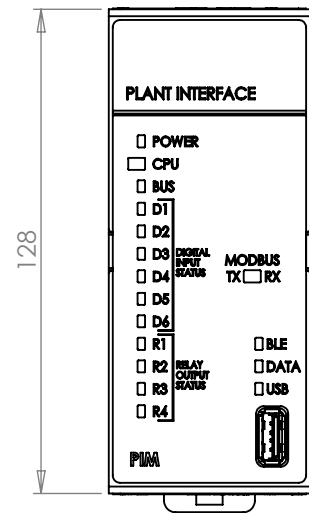 PLANT INTERFACE
POWER
CPU
BUS
D1
D2
D3
D4
D5
D6
DIGITAL
INPUT
STATUS
MODBUS
TX RX
R1
R2
R3
R4
RELAY
OUTPUT
STATUS
BLE
DATA
USB
PIM
128